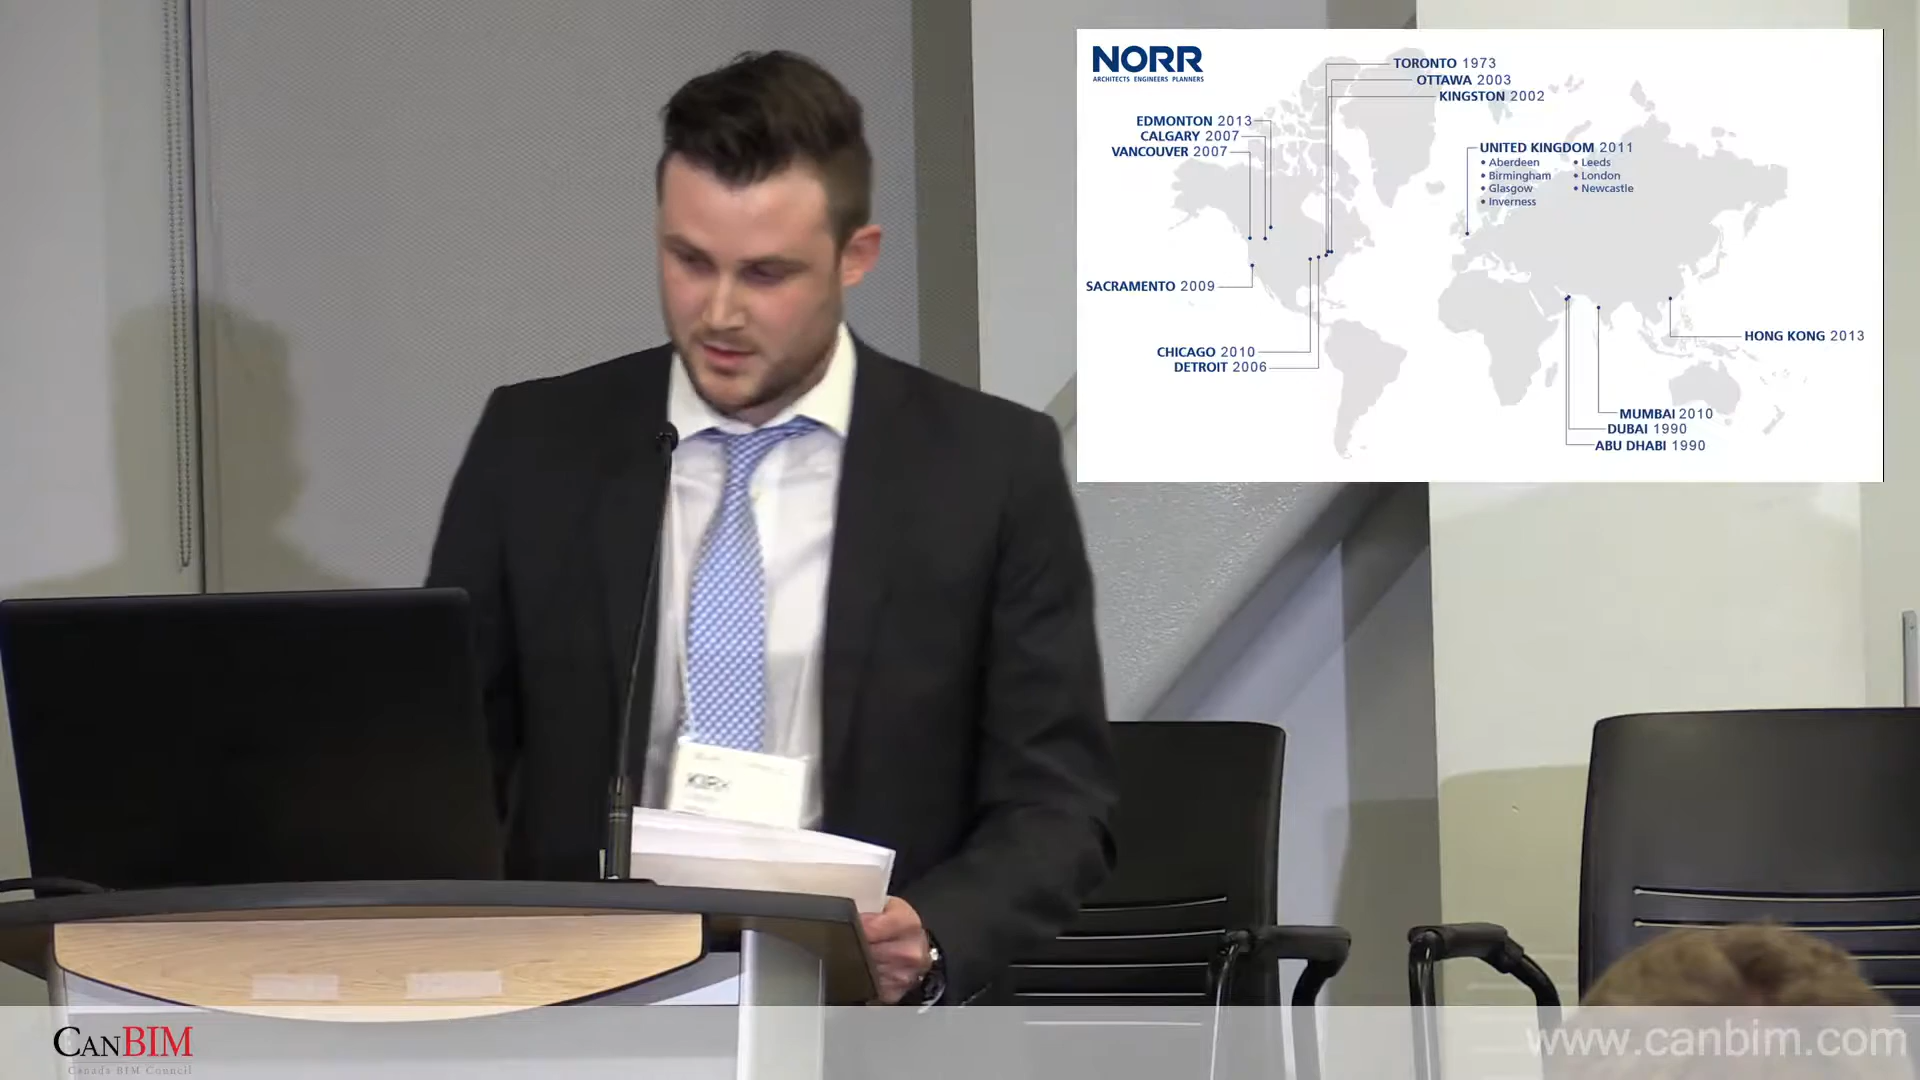 NORR
ARCHITECTS ENGINEERS PLANNERS
TORONTO 1973
OTTAWA 2003
KINGSTON 2002
EDMONTON 2013
CALGARY 2007
VANCOUVER 2007
UNITED KINGDOM 2011
• Aberdeen
• Leeds
• Birmingham
• London
• Glasgow
• Newcastle
• Inverness
SACRAMENTO 2009
CHICAGO 2010
DETROIT 2006
HONG KONG 2013
MUMBAI 2010
DUBAI 1990
ABU DHABI 1990
KIRK
CANBIM
Canada BIM Council
www.canbim.com